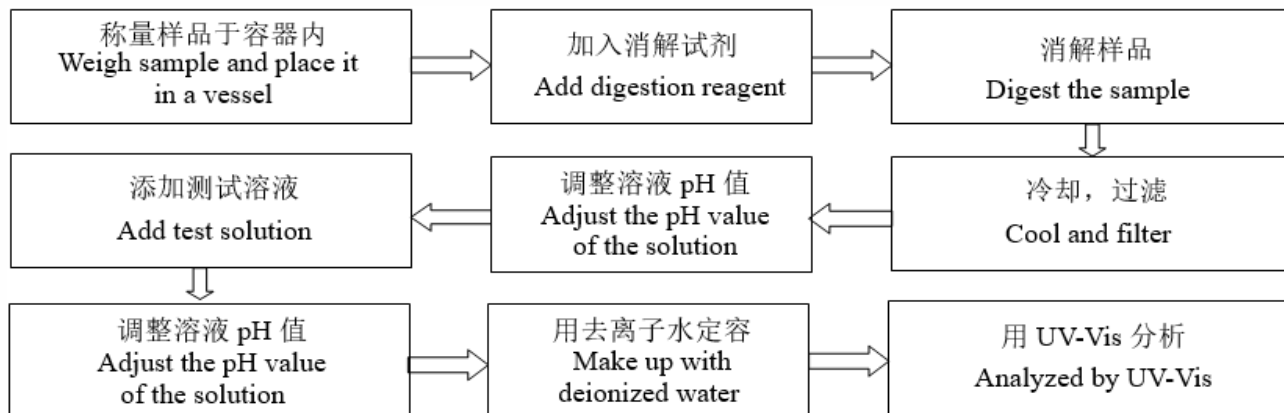 称量样品于容器内
Weigh sample and place it
in a vessel
加入消解试剂
Add digestion reagent
消解样品
Digest the sample
冷却，过滤
Cool and filter
调整溶液 pH 值
Adjust the pH value
of the solution
添加测试溶液
Add test solution
调整溶液 pH 值
Adjust the pH value
of the solution
用去离子水定容
Make up with
deionized water
用 UV-Vis 分析
Analyzed by UV-Vis